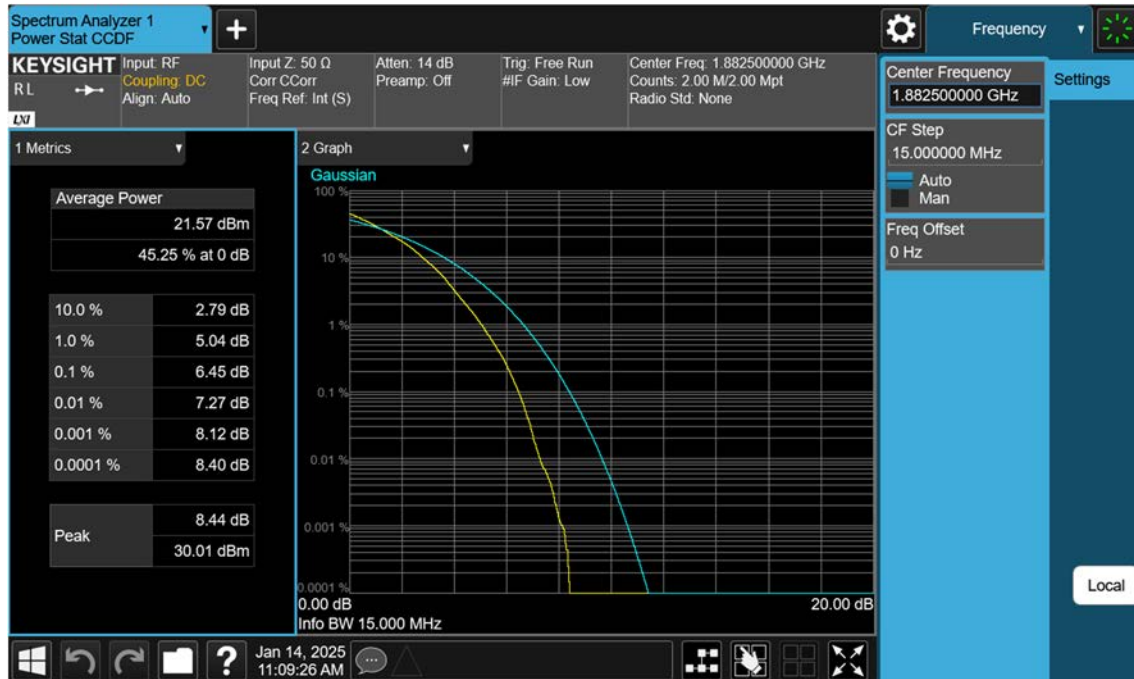 Spectrum Analyzer 1
Power Stat CCDF
Frequency
KEYSIGHT
R L
LXI
Input: RF
Coupling: DC
Align: Auto
Input Z: 50 Ω
Corr CCorr
Freq Ref: Int (S)
Atten: 14 dB
Preamp: Off
Trig: Free Run
#IF Gain: Low
Center Freq: 1.882500000 GHz
Counts: 2.00 M/2.00 Mpt
Radio Std: None
Center Frequency
1.882500000 GHz
Settings
CF Step
15.000000 MHz
Auto
Man
Freq Offset
0 Hz
Local
1 Metrics
Average Power
21.57 dBm
45.25 % at 0 dB
10.0 % 2.79 dB
1.0 % 5.04 dB
0.1 % 6.45 dB
0.01 % 7.27 dB
0.001 % 8.12 dB
0.0001 % 8.40 dB
Peak
8.44 dB
30.01 dBm
2 Graph
Gaussian
100 %
10 %
1 %
0.1 %
0.01 %
0.001 %
0.0001 %
0.00 dB 20.00 dB
Info BW 15.000 MHz
?
Jan 14, 2025
11:09:26 AM